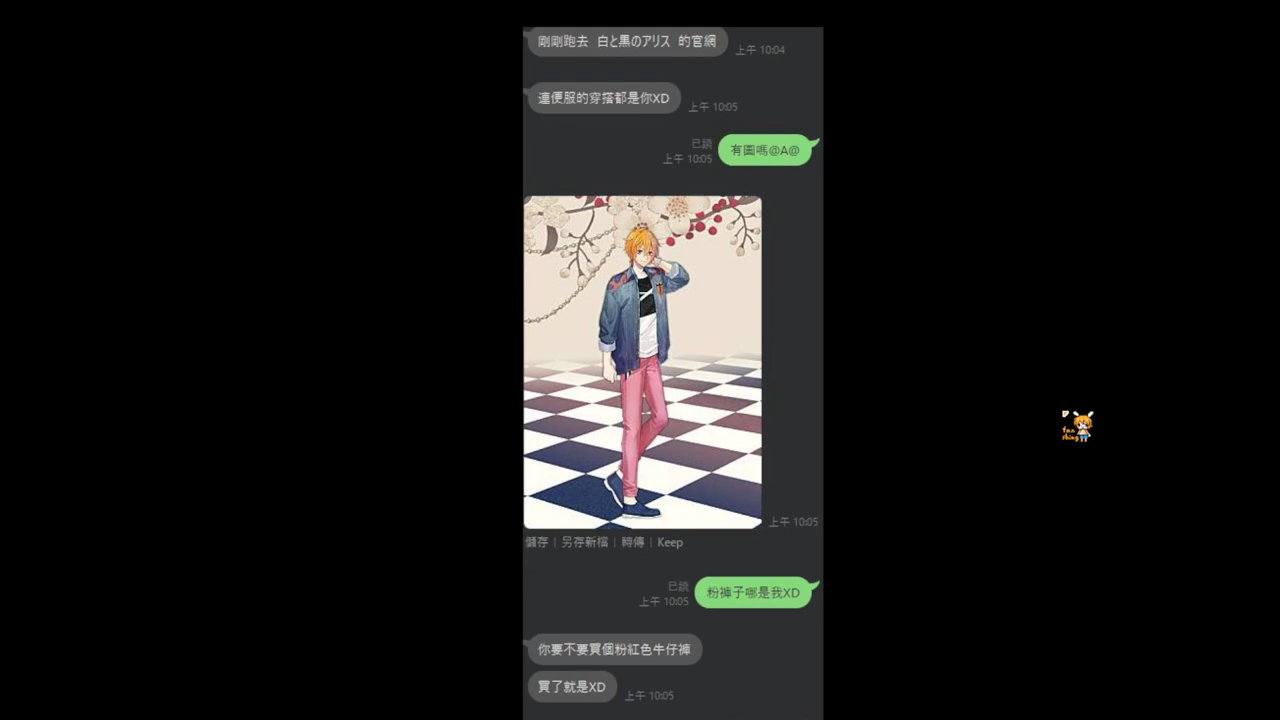 剛剛跑去 白と黒のアリス 的官網
上午 10:04
連便服的穿搭都是你XD
上午 10:05
已讀
上午 10:05
有圖嗎@A@
上午 10:05
儲存 | 另存新檔 | 轉傳 | Keep
已讀
上午 10:05
粉褲子哪是我XD
你要不要買個粉紅色牛仔褲
買了就是XD
上午 10:05